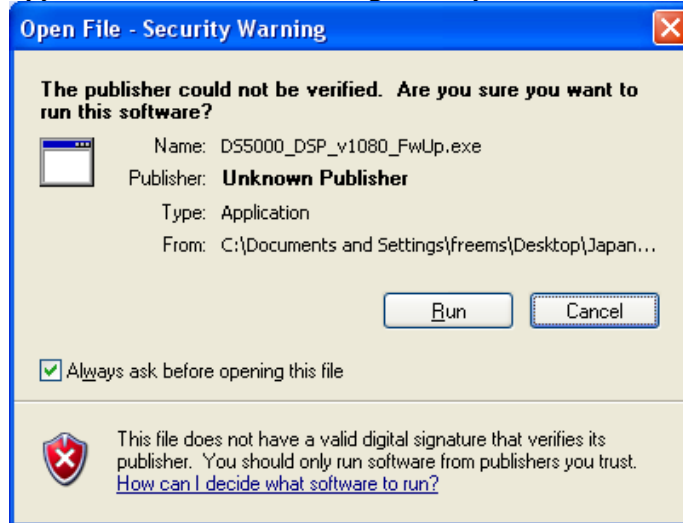 Open File - Security Warning
The publisher could not be verified.  Are you sure you want to
run this software?
Name: DS5000_DSP_v1080_FwUp.exe
Publisher: Unknown Publisher
Type: Application
From: C:\Documents and Settings\freems\Desktop\Japan...
Run Cancel
Always ask before opening this file
This file does not have a valid digital signature that verifies its
publisher.  You should only run software from publishers you trust.
How can I decide what software to run?